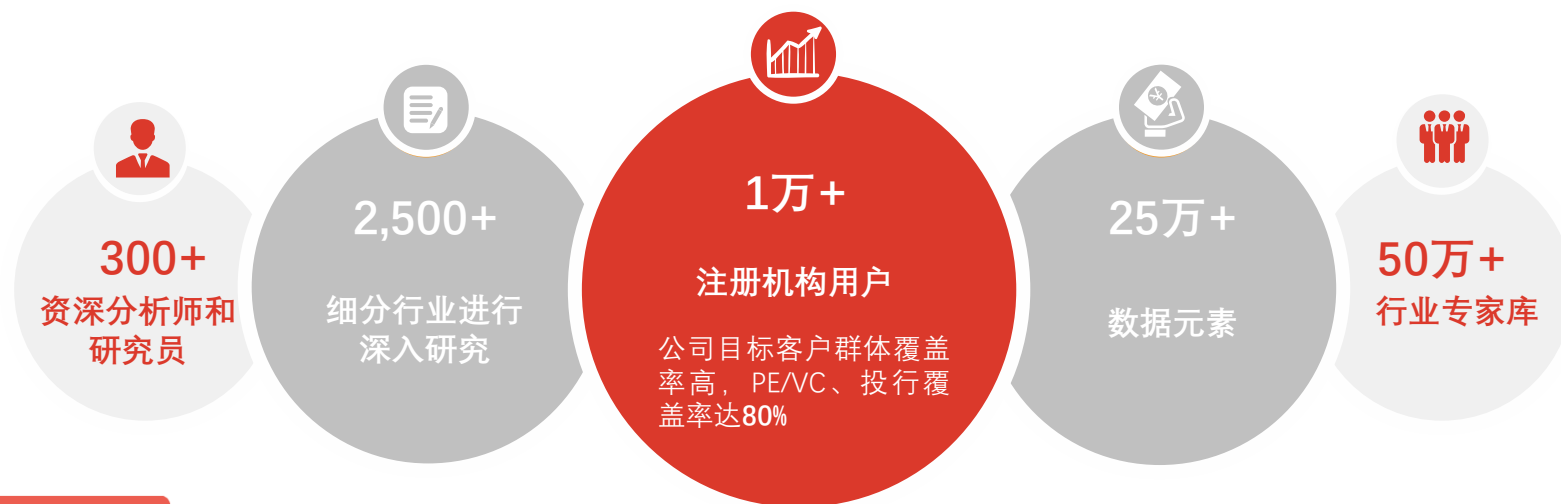 300+
资深分析师和
研究员
2,500+
细分行业进行
深入研究
1万+
注册机构用户
公司目标客户群体覆盖
率高，PE/VC、投行覆
盖率达80%
25万+
数据元素
50万+
行业专家库